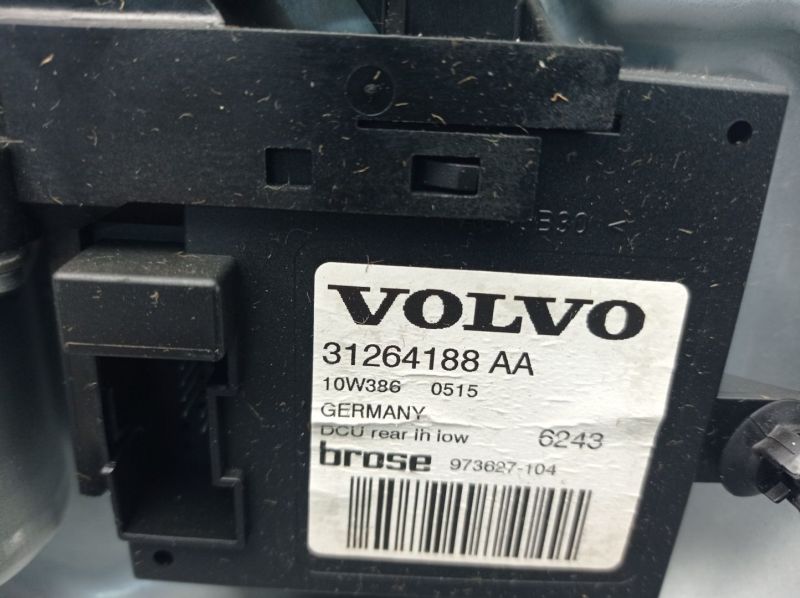 B30 <
VOLVO
31264188 AA
10W386 0515
GERMANY
DCU rear lh low 6243
brose 973627-104